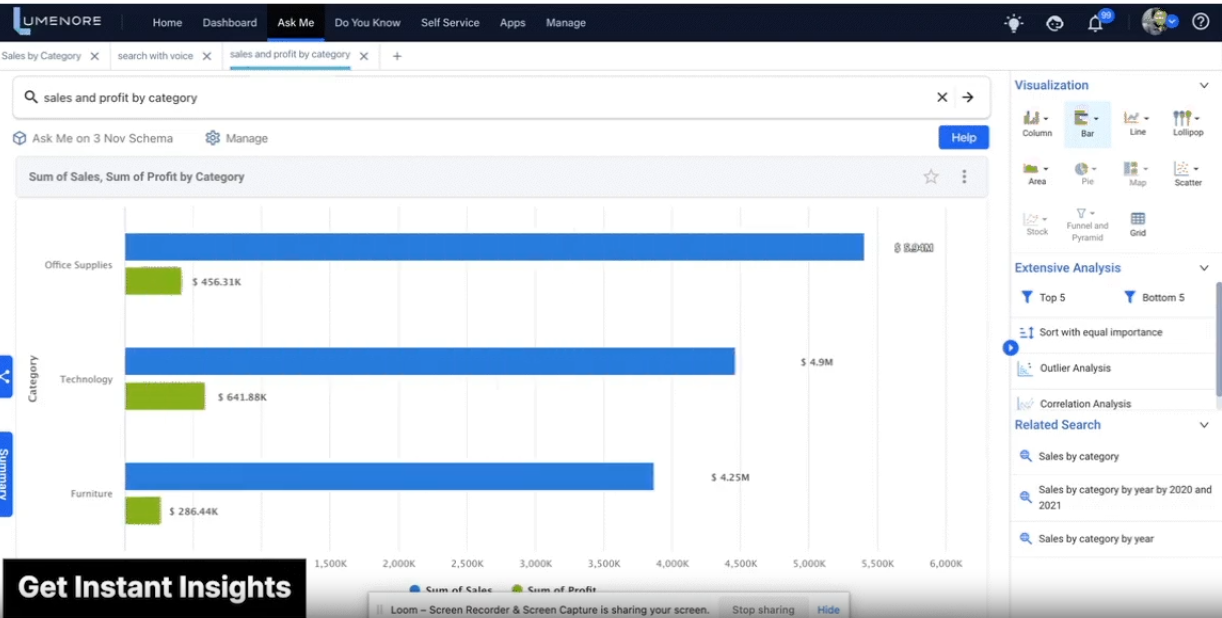 LUMENORE
Home Dashboard Ask Me Do You Know Self Service Apps Manage
99
Sales by Category search with voice sales and profit by category
sales and profit by category
Ask Me on 3 Nov Schema Manage Help
Sum of Sales, Sum of Profit by Category
Category
Office Supplies
$ 5.94M
$ 456.31K
Technology
$ 4.9M
$ 641.88K
Furniture
$ 4.25M
$ 286.44K
1,500K 2,000K 2,500K 3,000K 3,500K 4,000K 4,500K 5,000K 5,500K 6,000K
Sum of Sales Sum of Profit
Summary
Get Instant Insights
Loom – Screen Recorder & Screen Capture is sharing your screen. Stop sharing Hide
Visualization
Column Bar Line Lollipop
Area Pie Map Scatter
Stock Funnel and Pyramid Grid
Extensive Analysis
Top 5 Bottom 5
Sort with equal importance
Outlier Analysis
Correlation Analysis
Related Search
Sales by category
Sales by category by year by 2020 and
2021
Sales by category by year